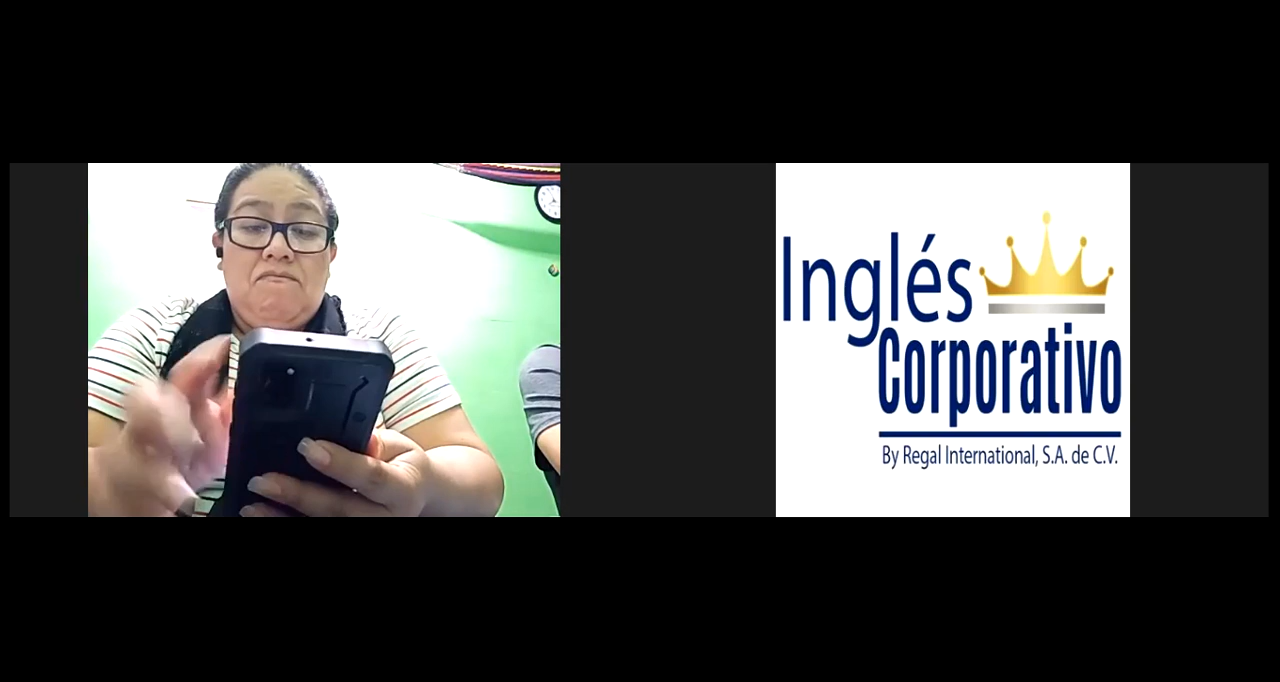 Inglés
Corporativo
By Regal International, S.A. de C.V.